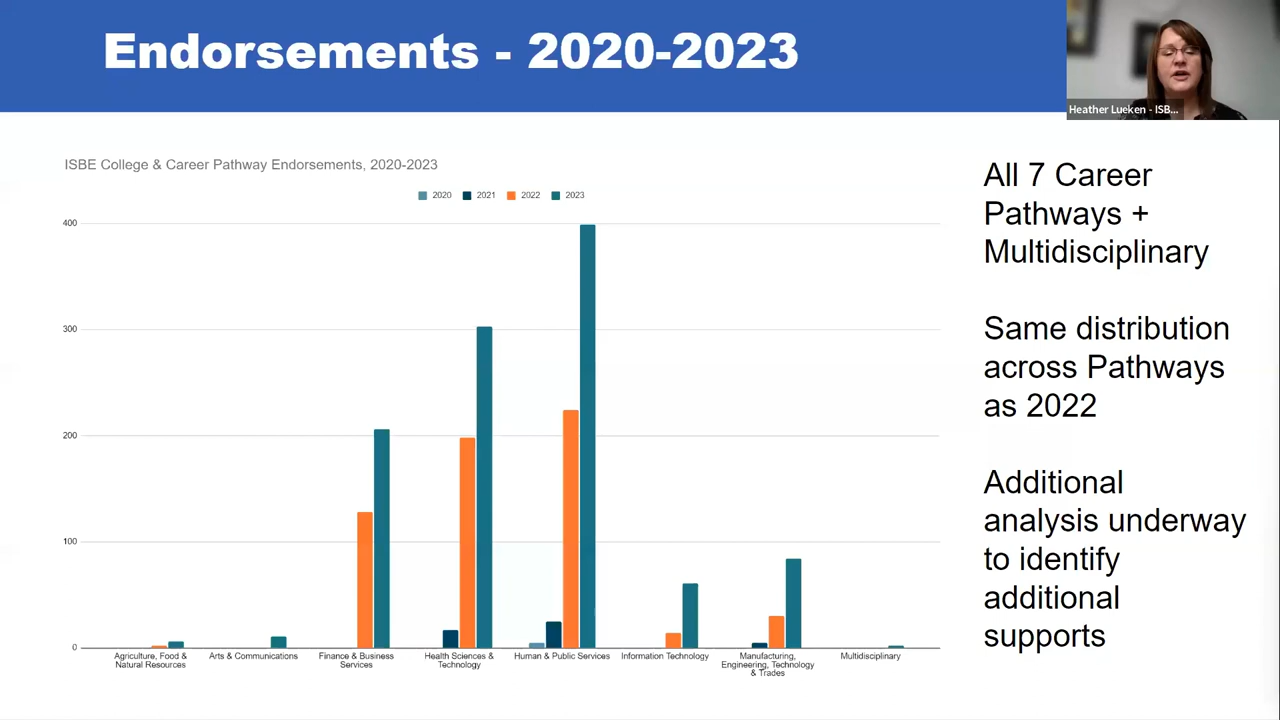 Endorsements - 2020-2023
Heather Lueken - ISB...
ISBE College & Career Pathway Endorsements, 2020-2023
2020 2021 2022 2023
400
300
200
100
0
Agriculture, Food &
Natural Resources
Arts & Communications
Finance & Business
Services
Health Sciences &
Technology
Human & Public Services
Information Technology
Manufacturing,
Engineering, Technology
& Trades
Multidisciplinary
All 7 Career
Pathways +
Multidisciplinary
Same distribution
across Pathways
as 2022
Additional
analysis underway
to identify
additional
supports